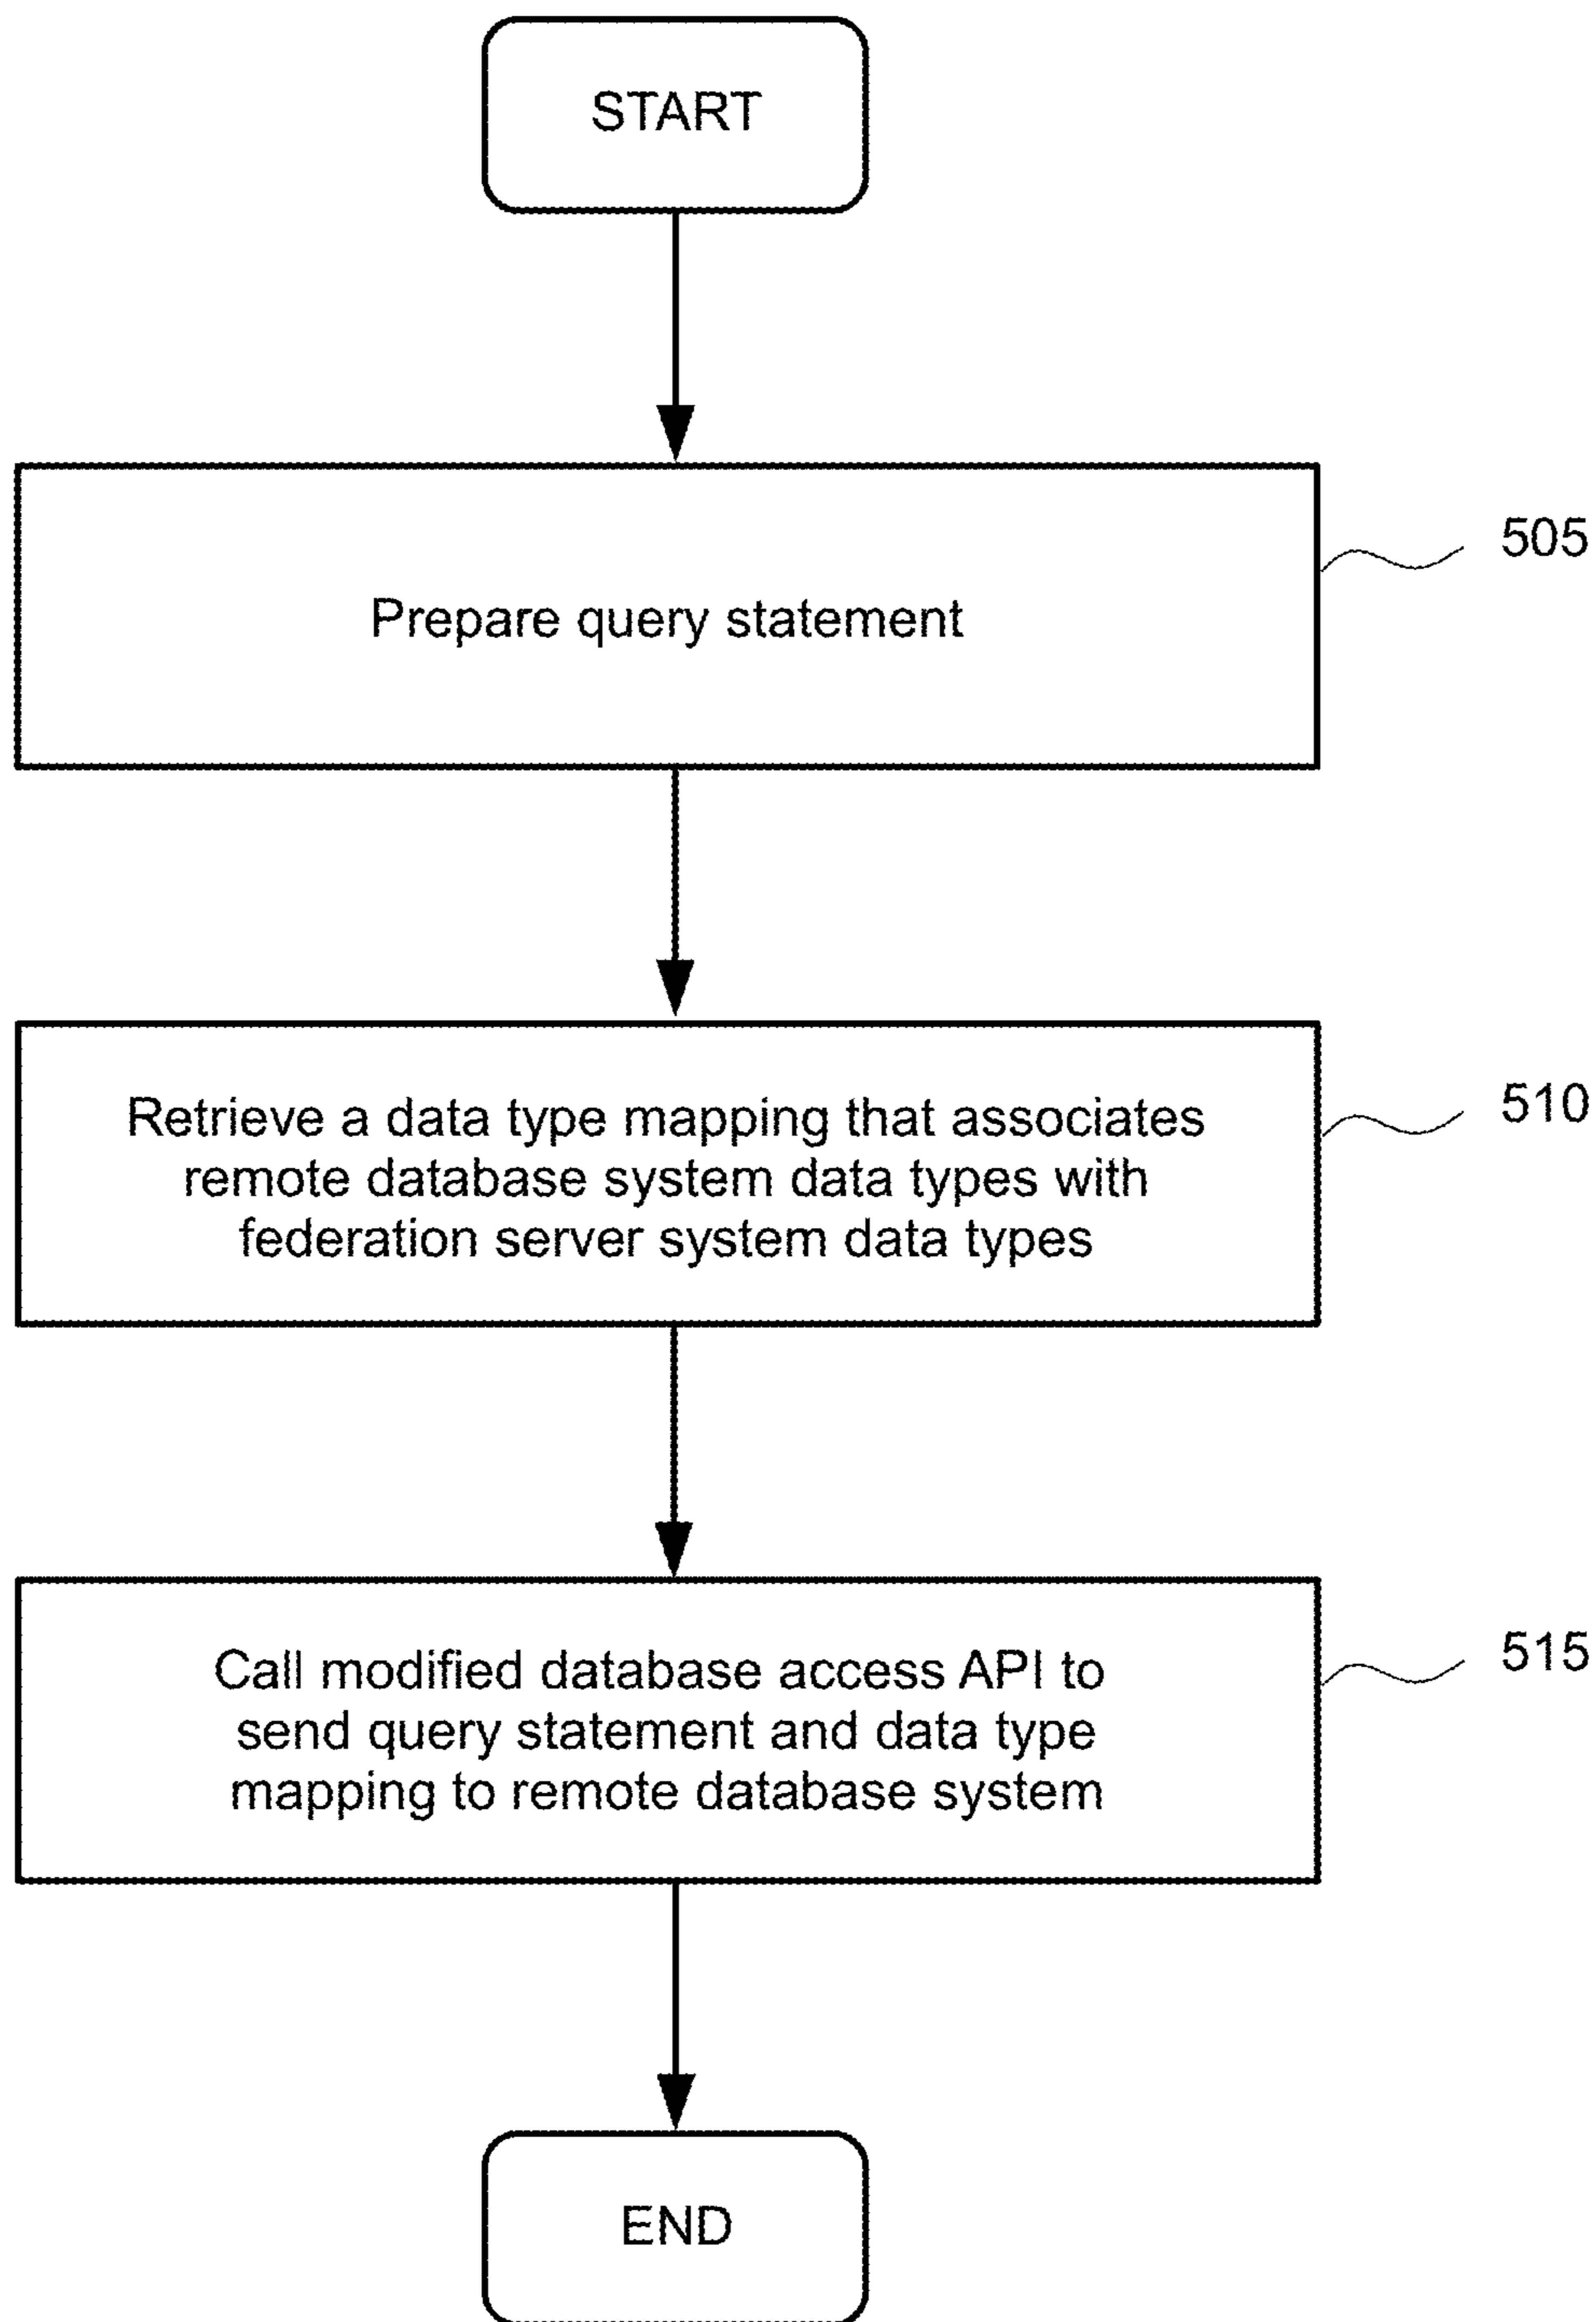 START
Prepare query statement
505
Retrieve a data type mapping that associates
remote database system data types with
federation server system data types
510
Call modified database access API to
send query statement and data type
mapping to remote database system
515
END